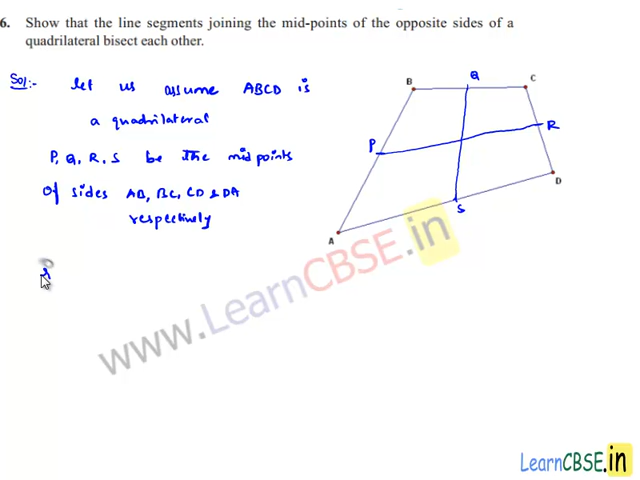 6. Show that the line segments joining the mid-points of the opposite sides of a
quadrilateral bisect each other.
Sol:- let us assume ABCD is
a quadrilateral
P, Q, R, S be the mid points
of sides AB, BC, CD & DA
respectively
B
Q
C
P
R
D
S
A
www.LearnCBSE.in
LearnCBSE.in